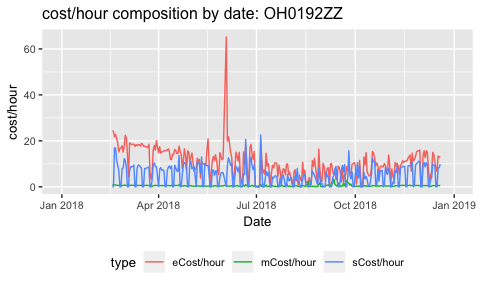 cost/hour composition by date: OH0192ZZ
60
40
20
0
cost/hour
Jan 2018 Apr 2018 Jul 2018 Oct 2018 Jan 2019
Date
type eCost/hour mCost/hour sCost/hour